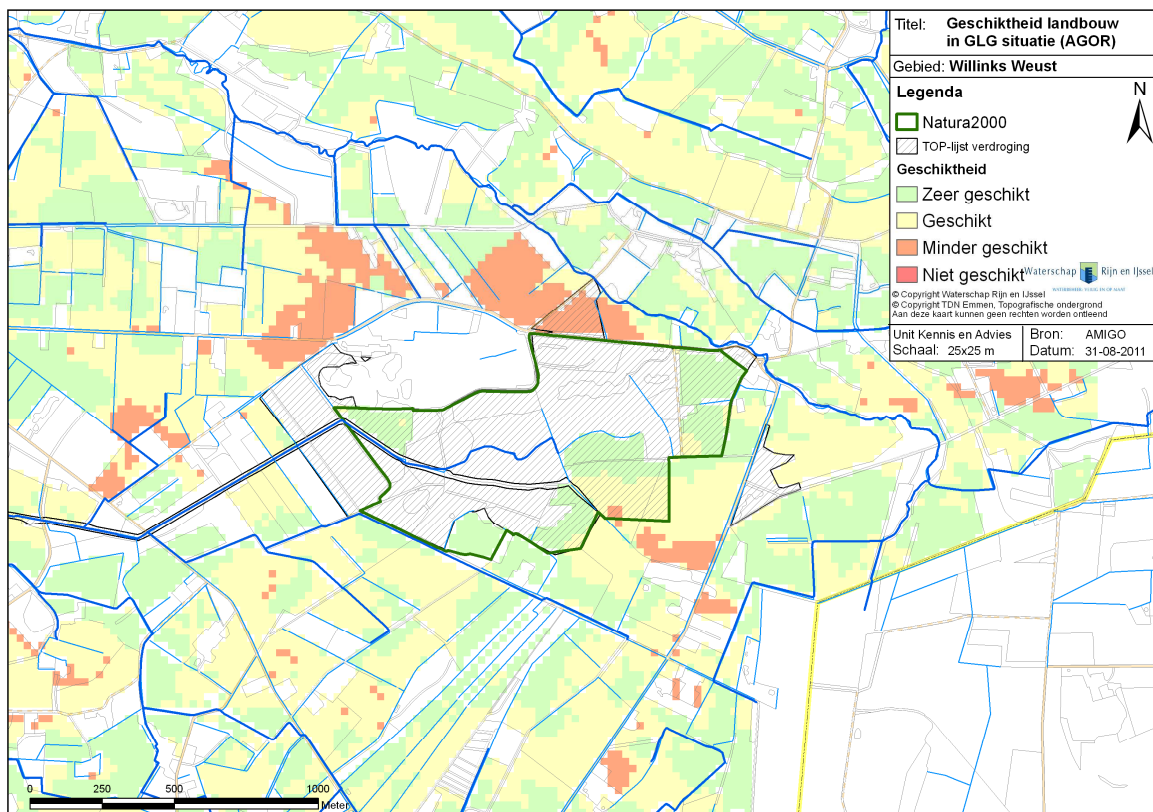 Titel: Geschiktheid landbouw
in GLG situatie (AGOR)
Gebied: Willinks Weust
Legenda
N
Natura2000
TOP-lijst verdroging
Geschiktheid
Zeer geschikt
Geschikt
Minder geschikt
Niet geschikt
Waterschap Rijn en IJssel
© Copyright Waterschap Rijn en IJssel
© Copyright TDN Emmen, Topografische ondergrond
Aan deze kaart kunnen geen rechten worden ontleend
Unit Kennis en Advies
Schaal: 25x25 m
Bron: AMIGO
Datum: 31-08-2011
0 250 500 1000
Meter